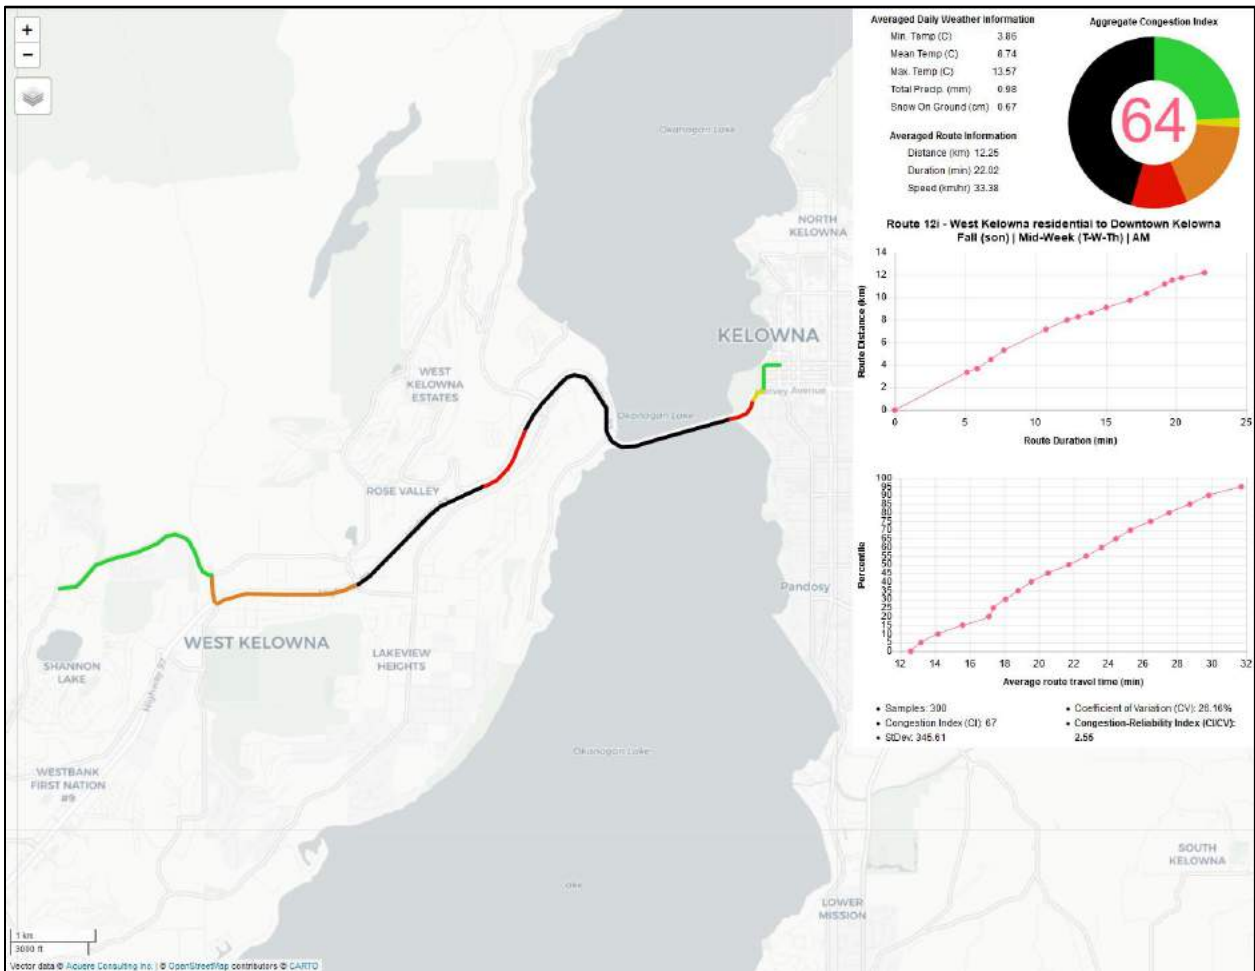 +
−
Averaged Daily Weather Information
Min. Temp (C) 3.86
Mean Temp (C) 8.74
Max. Temp (C) 13.57
Total Precip. (mm) 0.98
Snow On Ground (cm) 0.67
Averaged Route Information
Distance (km) 12.25
Duration (min) 22.02
Speed (km/hr) 33.38
Aggregate Congestion Index
64
Route 12i - West Kelowna residential to Downtown Kelowna
Fall (son) | Mid-Week (T-W-Th) | AM
Route Distance (km)
14
12
10
8
6
4
2
0
0 5 10 15 20 25
Route Duration (min)
Percentile
100
95
90
85
80
75
70
65
60
55
50
45
40
35
30
25
20
15
10
5
0
12 14 16 18 20 22 24 26 28 30 32
Average route travel time (min)
• Samples: 300
• Congestion Index (CI): 67
• StDev: 345.61
• Coefficient of Variation (CV): 26.16%
• Congestion-Reliability Index (CI/CV):
2.55
Okanagan Lake
NORTH
KELOWNA
KELOWNA
WEST
KELOWNA
ESTATES
Okanagan Lake
Avenue
ROSE VALLEY
Pandosy
WEST KELOWNA
LAKEVIEW
HEIGHTS
SHANNON
LAKE
Highway 97
Okanagan Lake
WESTBANK
FIRST NATION
#9
SOUTH
KELOWNA
Lake
LOWER
MISSION
1 km
3000 ft
Vector data © Acuere Consulting Inc. | © OpenStreetMap contributors © CARTO